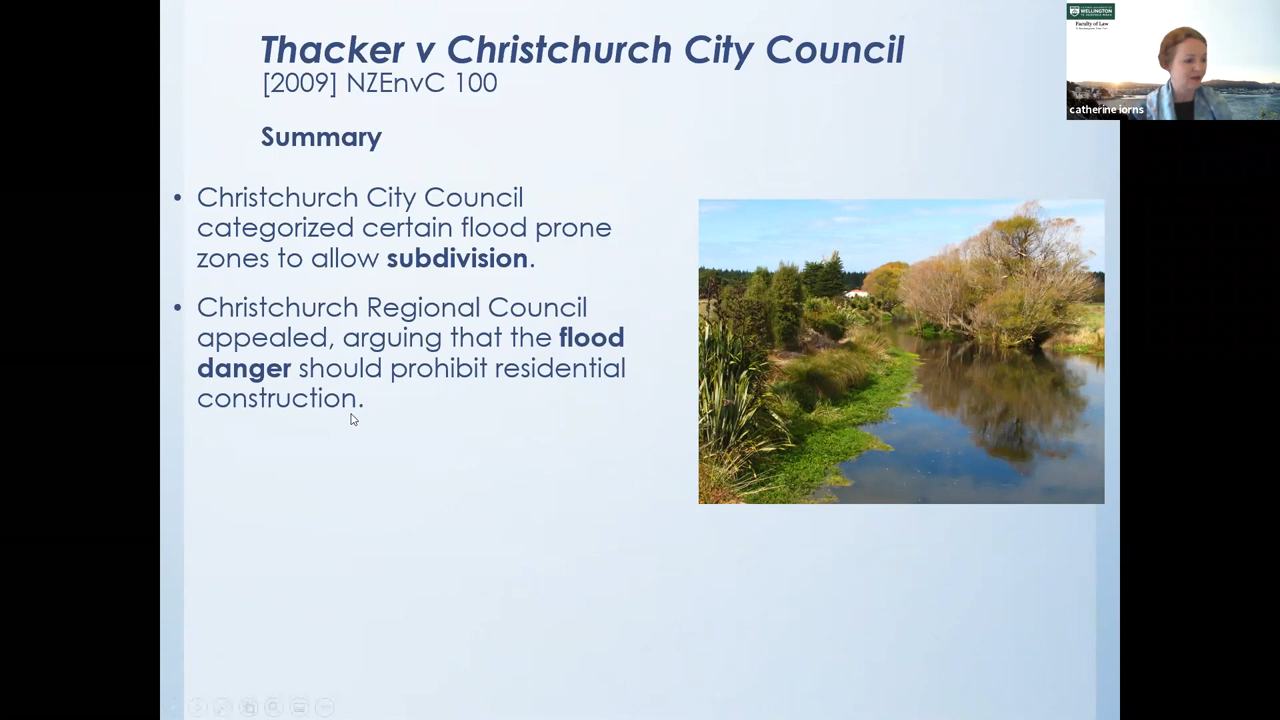 Thacker v Christchurch City Council
[2009] NZEnvC 100
Summary
• Christchurch City Council
categorized certain flood prone
zones to allow subdivision.
• Christchurch Regional Council
appealed, arguing that the flood
danger should prohibit residential
construction.
WELLINGTON
Faculty of Law
catherine iorns